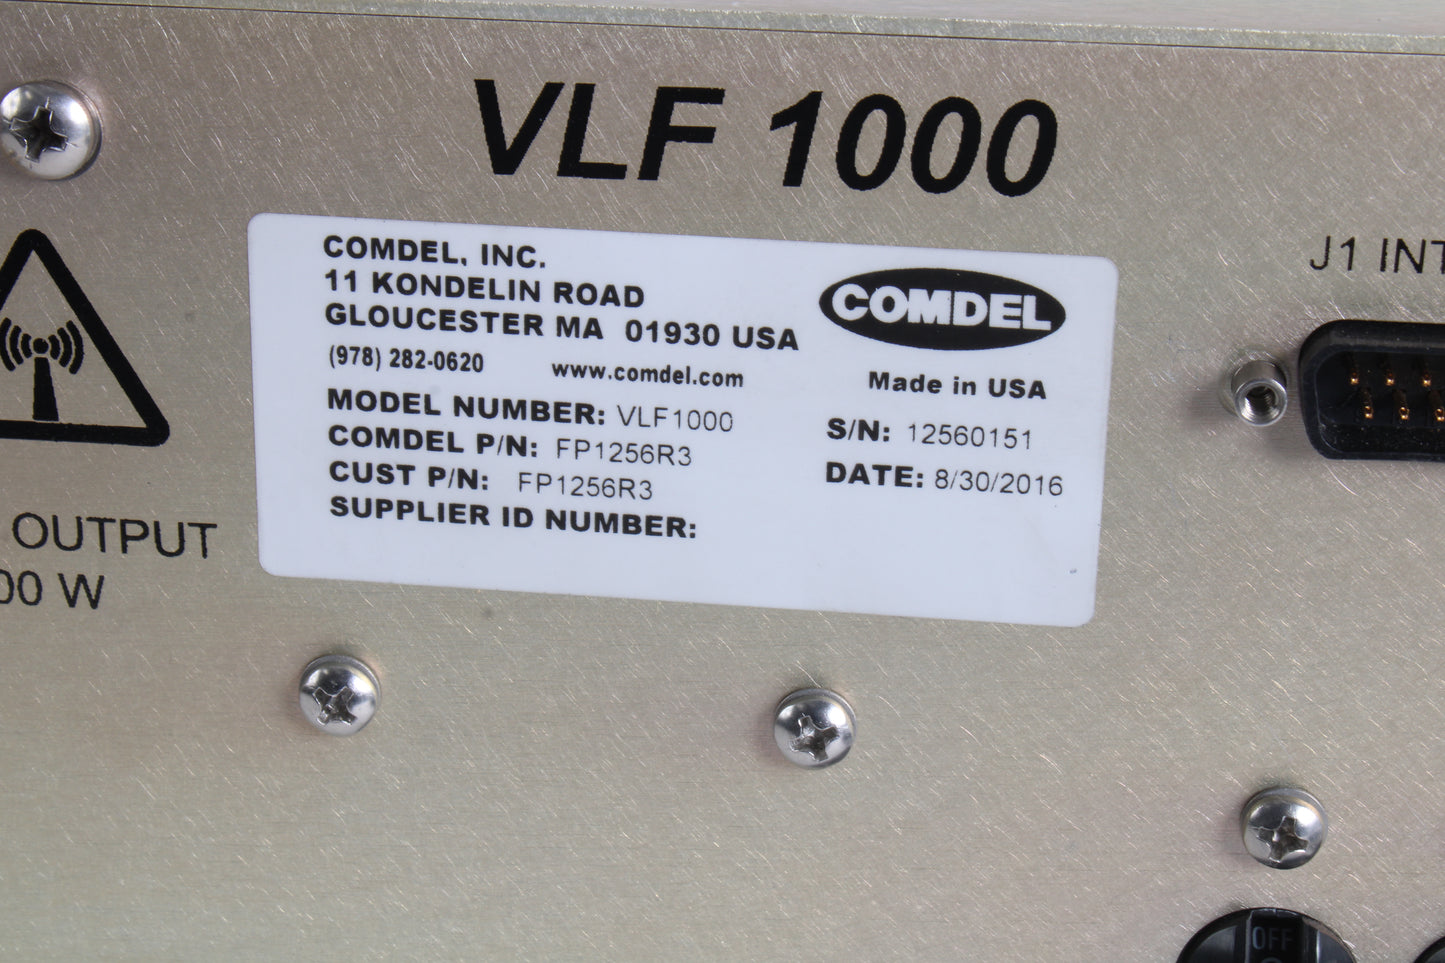 VLF 1000
COMDEL, INC.
11 KONDELIN ROAD
GLOUCESTER MA 01930 USA
(978) 282-0620 www.comdel.com
COMDEL
Made in USA
MODEL NUMBER: VLF1000
COMDEL P/N: FP1256R3
CUST P/N: FP1256R3
SUPPLIER ID NUMBER:
S/N: 12560151
DATE: 8/30/2016
J1 INT
OUTPUT
00 W
OFF